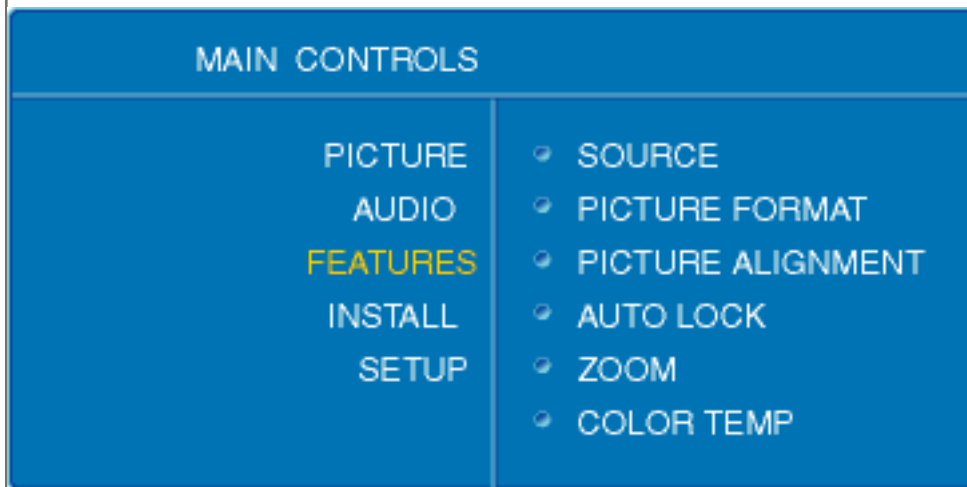 MAIN CONTROLS
PICTURE
AUDIO
FEATURES
INSTALL
SETUP
SOURCE
PICTURE FORMAT
PICTURE ALIGNMENT
AUTO LOCK
ZOOM
COLOR TEMP